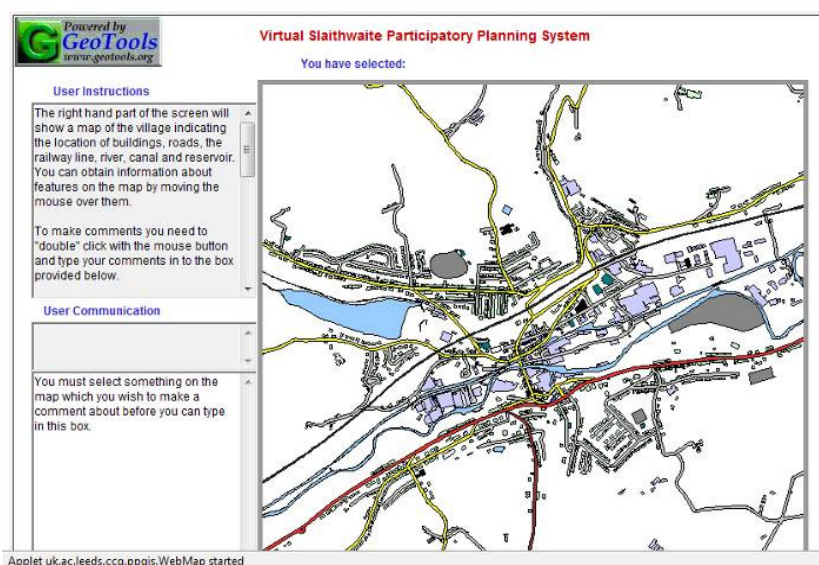 Powered by
GeoTools
www.geotools.org
Virtual Slaithwaite Participatory Planning System
You have selected:
User Instructions
The right hand part of the screen will
show a map of the village indicating
the location of buildings, roads, the
railway line, river, canal and reservoir.
You can obtain information about
features on the map by moving the
mouse over them.
To make comments you need to
"double" click with the mouse button
and type your comments in to the box
provided below.
User Communication
You must select something on the
map which you wish to make a
comment about before you can type
in this box.
Applet uk.ac.leeds.ccg.ppgis.WebMap started